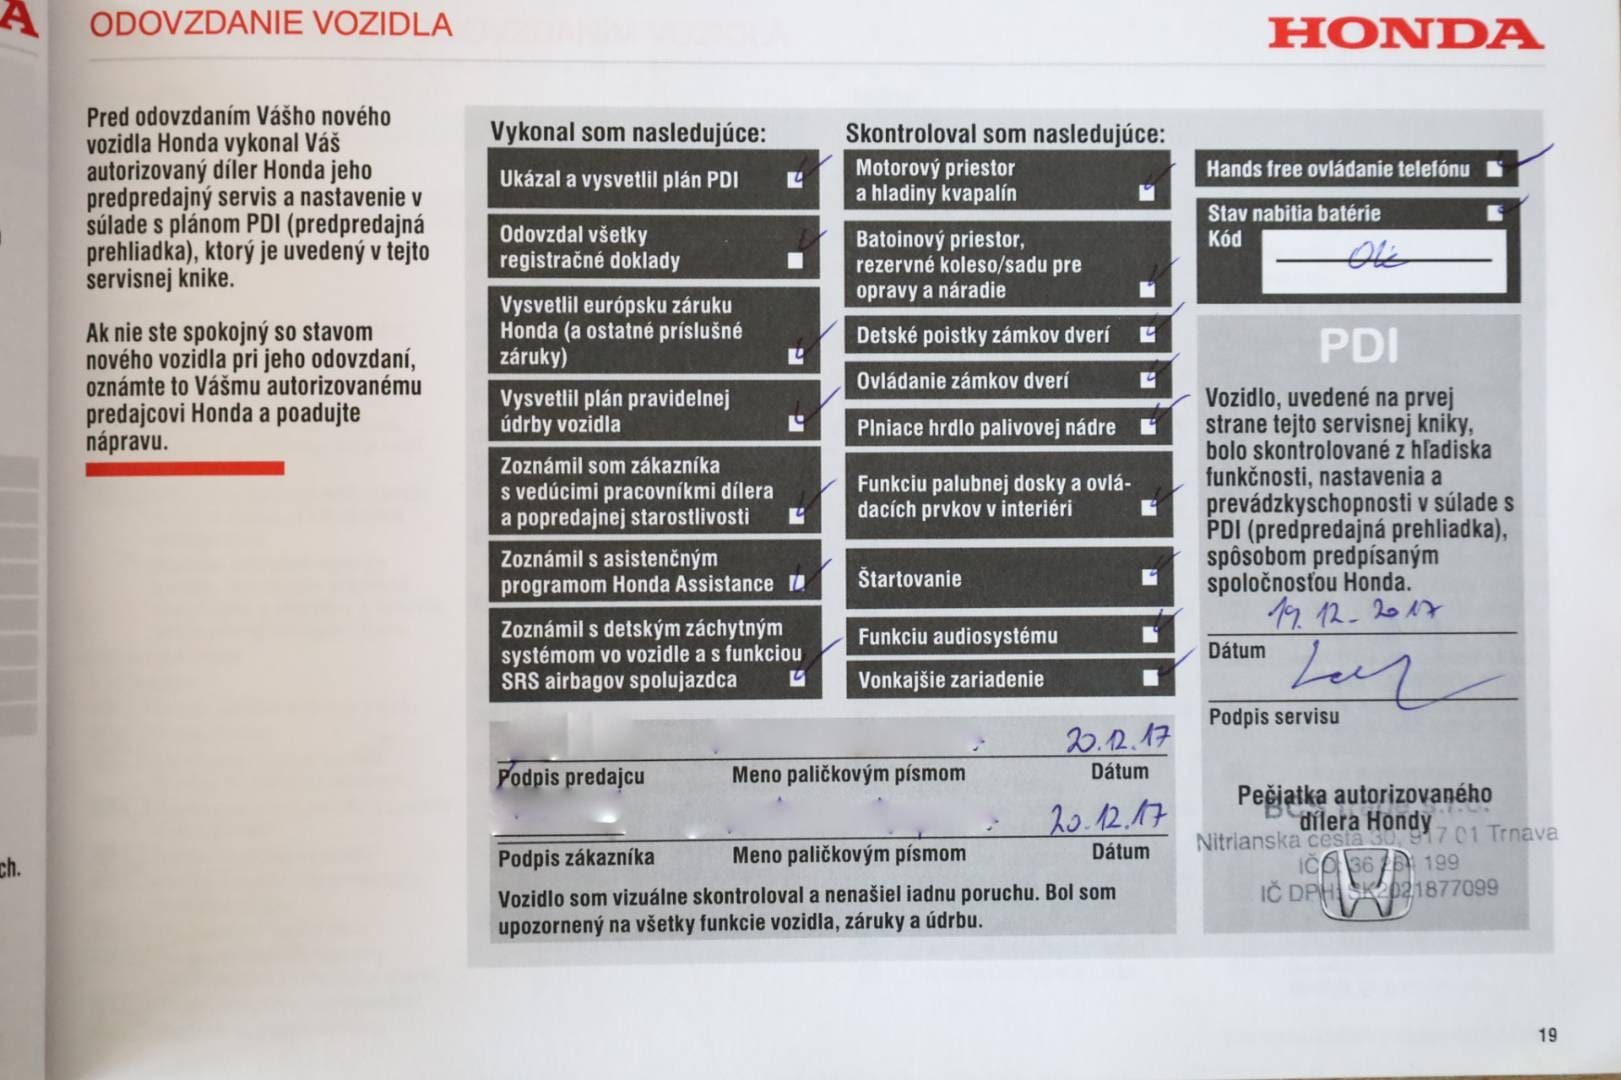 ODOVZDANIE VOZIDLA
HONDA
Pred odovzdaním Vášho nového
vozidla Honda vykonal Váš
autorizovaný díler Honda jeho
predpredajný servis a nastavenie v
súlade s plánom PDI (predpredajná
prehliadka), ktorý je uvedený v tejto
servisnej knike.
Ak nie ste spokojný so stavom
nového vozidla pri jeho odovzdaní,
oznámte to Vášmu autorizovanému
predajcovi Honda a poadujte
nápravu.
Vykonal som nasledujúce:
Ukázal a vysvetlil plán PDI
Odovzdal všetky
registračné doklady
Vysvetlil európsku záruku
Honda (a ostatné príslušné
záruky)
Vysvetlil plán pravidelnej
údrby vozidla
Zoznámil som zákazníka
s vedúcimi pracovníkmi dílera
a popredajnej starostlivosti
Zoznámil s asistenčným
programom Honda Assistance
Zoznámil s detským záchytným
systémom vo vozidle a s funkciou
SRS airbagov spolujazdca
Skontroloval som nasledujúce:
Motorový priestor
a hladiny kvapalín
Batoinový priestor,
rezervné koleso/sadu pre
opravy a náradie
Detské poistky zámkov dverí
Ovládanie zámkov dverí
Plniace hrdlo palivovej nádre
Funkciu palubnej dosky a ovlá-
dacích prvkov v interiéri
Štartovanie
Funkciu audiosystému
Vonkajšie zariadenie
Hands free ovládanie telefónu
Stav nabitia batérie
Kód
PDI
Vozidlo, uvedené na prvej
strane tejto servisnej kniky,
bolo skontrolované z hľadiska
funkčnosti, nastavenia a
prevádzkyschopnosti v súlade s
PDI (predpredajná prehliadka),
spôsobom predpísaným
spoločnosťou Honda.
19.12.2017
Dátum
Podpis servisu
Pečiatka autorizovaného
dílera Hondy
BCS Trade s.r.o.
Nitrianska cesta 30, 917 01 Trnava
IČO: 36 264 199
IČ DPH: SK2021877099
20.12.17
Podpis predajcu Meno paličkovým písmom Dátum
20.12.17
Podpis zákazníka Meno paličkovým písmom Dátum
Vozidlo som vizuálne skontroloval a nenašiel iadnu poruchu. Bol som
upozornený na všetky funkcie vozidla, záruky a údrbu.
19
ch.